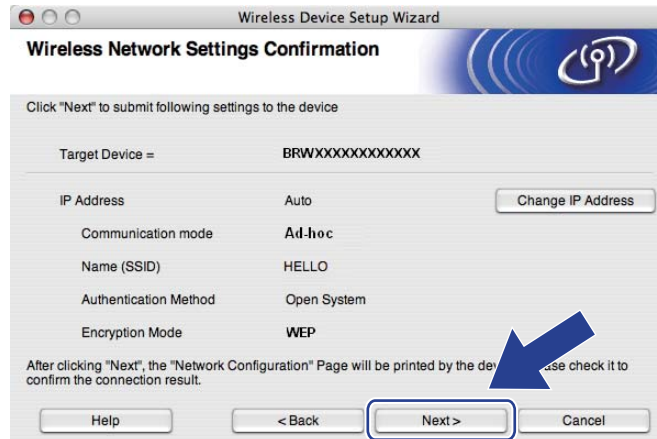 Wireless Device Setup Wizard
Wireless Network Settings Confirmation
Click "Next" to submit following settings to the device
Target Device = BRWXXXXXXXXXXXX
IP Address Auto Change IP Address
Communication mode Ad-hoc
Name (SSID) HELLO
Authentication Method Open System
Encryption Mode WEP
After clicking "Next", the "Network Configuration" Page will be printed by the check it to
confirm the connection result.
Help < Back Next > Cancel